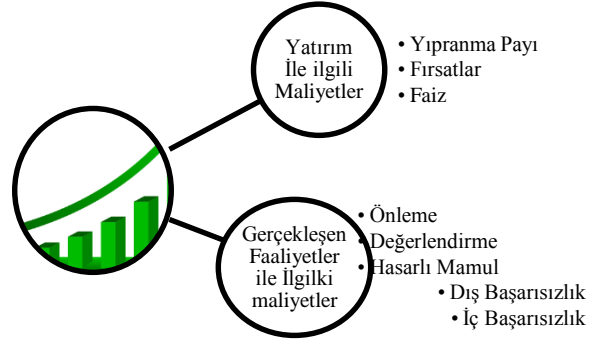 Yatırım
İle ilgili
Maliyetler
• Yıpranma Payı
• Fırsatlar
• Faiz
Gerçekleşen
Faaliyetler
ile İlgilki
maliyetler
• Önleme
• Değerlendirme
• Hasarlı Mamul
• Dış Başarısızlık
• İç Başarısızlık